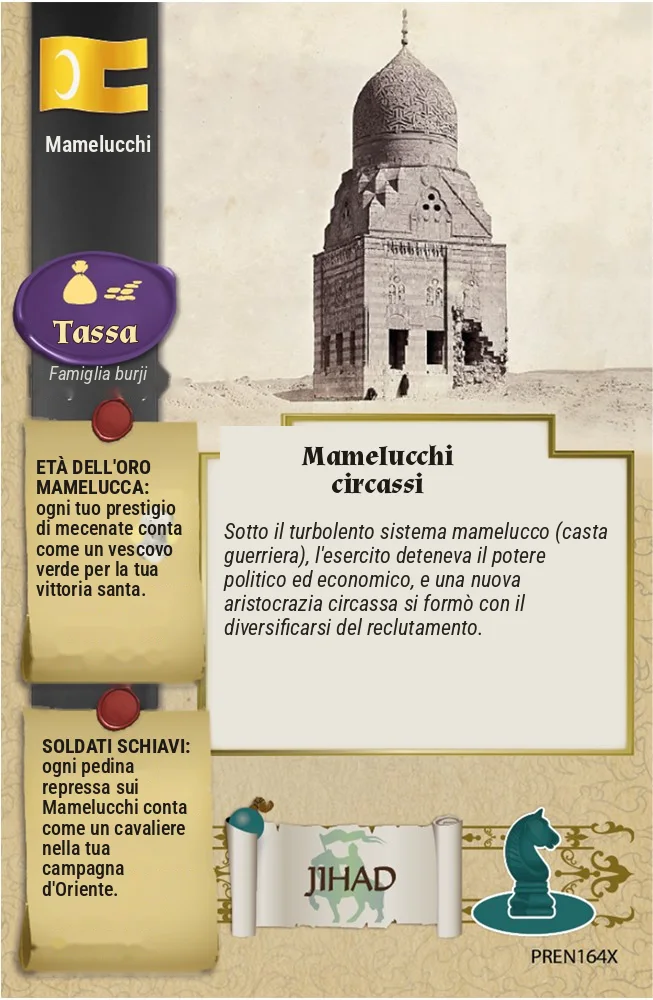 Mamelucchi
Tassa
Famiglia burji
ETÀ DELL'ORO
MAMELUCCA:
ogni tuo prestigio
di mecenate conta
come un vescovo
verde per la tua
vittoria santa.
Mamelucchi
circassi
Sotto il turbolento sistema mamelucco (casta
guerriera), l'esercito deteneva il potere
politico ed economico, e una nuova
aristocrazia circassa si formò con il
diversificarsi del reclutamento.
SOLDATI SCHIAVI:
ogni pedina
repressa sui
Mamelucchi conta
come un cavaliere
nella tua
campagna
d'Oriente.
JIHAD
PREN164X